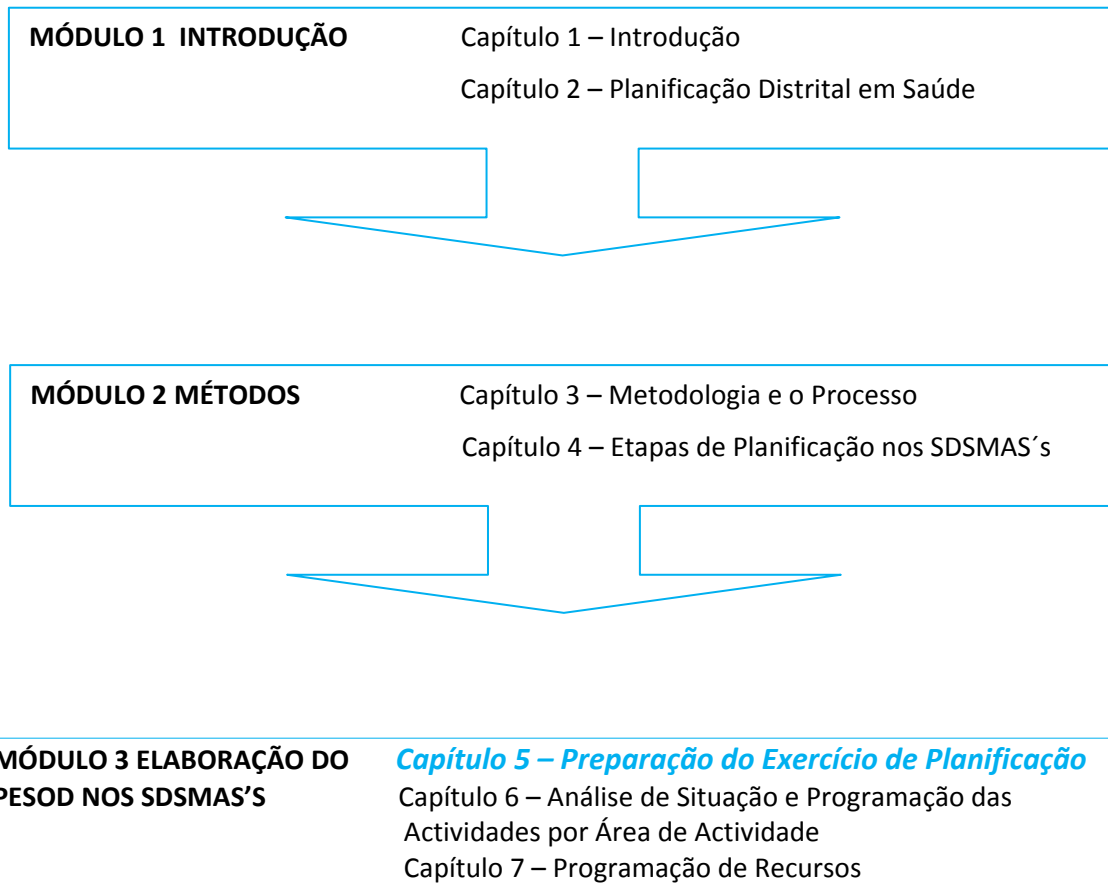 MÓDULO 1 INTRODUÇÃO Capítulo 1 – Introdução
Capítulo 2 – Planificação Distrital em Saúde
MÓDULO 2 MÉTODOS Capítulo 3 – Metodologia e o Processo
Capítulo 4 – Etapas de Planificação nos SDSMAS´s
MÓDULO 3 ELABORAÇÃO DO Capítulo 5 – Preparação do Exercício de Planificação
PESOD NOS SDSMAS’S Capítulo 6 – Análise de Situação e Programação das
Actividades por Área de Actividade
Capítulo 7 – Programação de Recursos